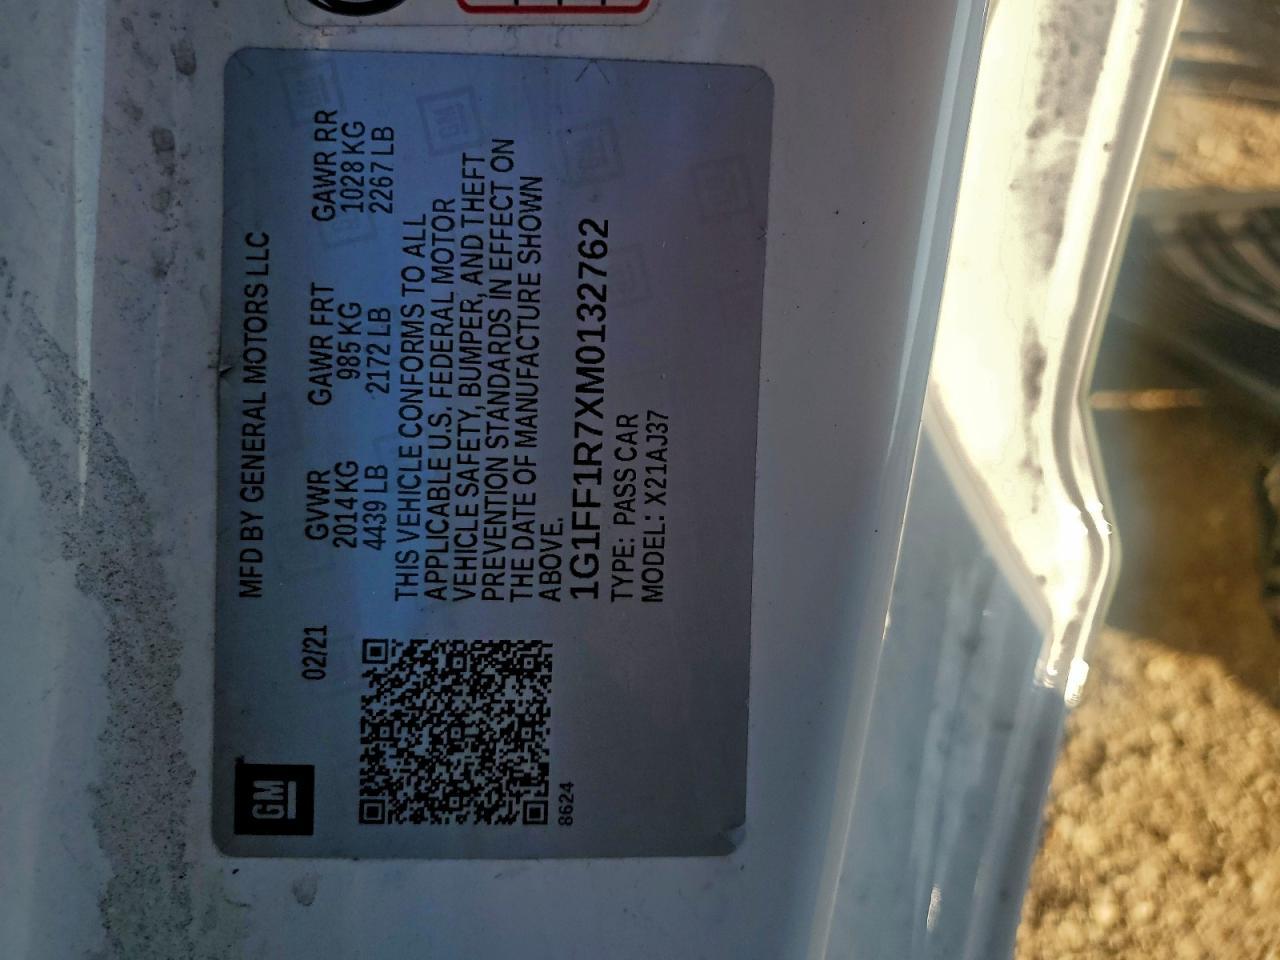 MFD BY GENERAL MOTORS LLC
02/21
GVWR GAWR FRT GAWR RR
2014 KG 985 KG 1028 KG
4439 LB 2172 LB 2267 LB
THIS VEHICLE CONFORMS TO ALL
APPLICABLE U.S. FEDERAL MOTOR
VEHICLE SAFETY, BUMPER, AND THEFT
PREVENTION STANDARDS IN EFFECT ON
THE DATE OF MANUFACTURE SHOWN
ABOVE.
1G1FF1R7XM0132762
TYPE: PASS CAR
MODEL: X21AJ37
GM
8624